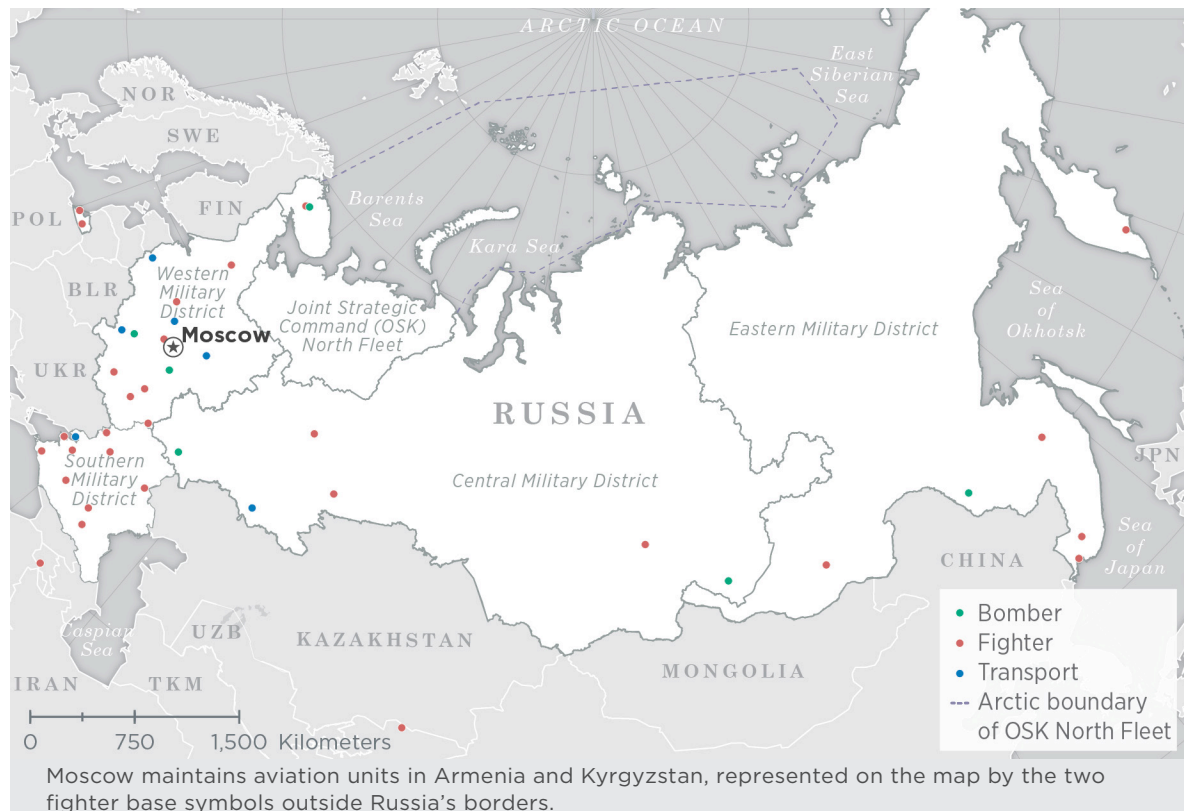 ARCTIC OCEAN
East
Siberian
Sea
NOR
SWE
FIN
Barents
Sea
Kara Sea
POL
BLR
UKR
Western
Military
District
Moscow
Joint Strategic
Command (OSK)
North Fleet
Eastern Military District
Sea
of
Okhotsk
RUSSIA
Southern
Military
District
Central Military District
JPN
Sea
of
Japan
CHINA
Caspian
Sea
UZB
KAZAKHSTAN
MONGOLIA
IRAN
TKM
Bomber
Fighter
Transport
Arctic boundary
of OSK North Fleet
0 750 1,500 Kilometers
Moscow maintains aviation units in Armenia and Kyrgyzstan, represented on the map by the two
fighter base symbols outside Russia's borders.